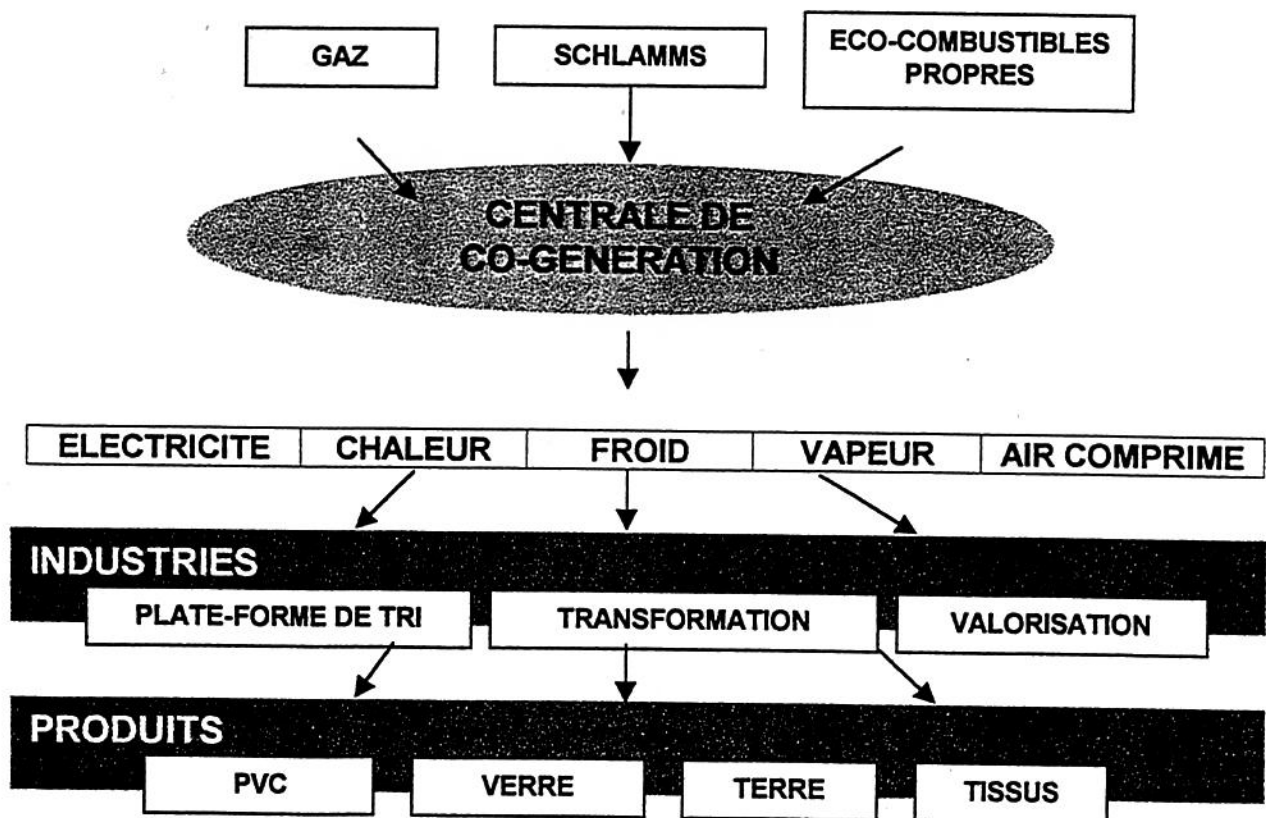 GAZ
SCHLAMMS
ECO-COMBUSTIBLES
PROPRES
CENTRALE DE
CO-GENERATION
ELECTRICITE CHALEUR FROID VAPEUR AIR COMPRIME
INDUSTRIES
PLATE-FORME DE TRI TRANSFORMATION VALORISATION
PRODUITS
PVC VERRE TERRE TISSUS